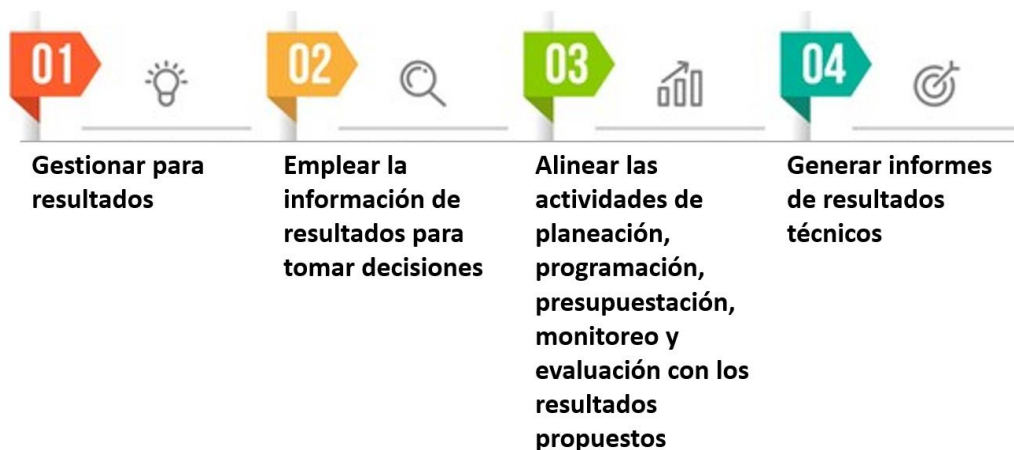 01
Gestionar para
resultados
02
Emplear la
información de
resultados para
tomar decisiones
03
Alinear las
actividades de
planeación,
programación,
presupuestación,
monitoreo y
evaluación con los
resultados
propuestos
04
Generar informes
de resultados
técnicos